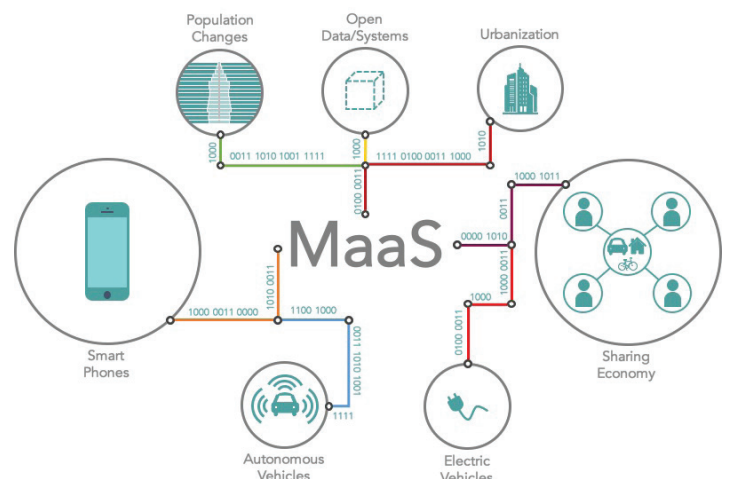 Population
Changes
Open
Data/Systems
Urbanization
1000
0011 1010 1001 1111
1000
1111 0100 0011 1000
1010
0100 0011
1000 1011
0011
MaaS
0000 1010
1010 0011
1000 0011
1000 0011 0000
1100 1000
1000
0011 1010 1001
0100 0011
1111
Smart
Phones
Sharing
Economy
Autonomous
Vehicles
Electric
Vehicles